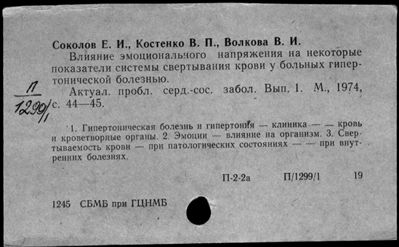 Соколов Е. И., Костенко В. П., Волкова В. И.
Влияние эмоционального напряжения на некоторые
показатели системы свертывания крови у больных гипер-
тонической болезнью.
П
1299/1
Актуал. пробл. серд.-сос. забол. Вып. 1. М., 1974,
с. 44—45.
1. Гипертоническая болезнь и гипертония — клиника — — кровь
и кроветворные органы. 2. Эмоции — влияние на организм. 3. Свер-
тываемость крови — при патологических состояниях — — при внут-
ренних болезнях.
П-2-2а П/1299/1 19
1245 СБМБ при ГЦНМБ